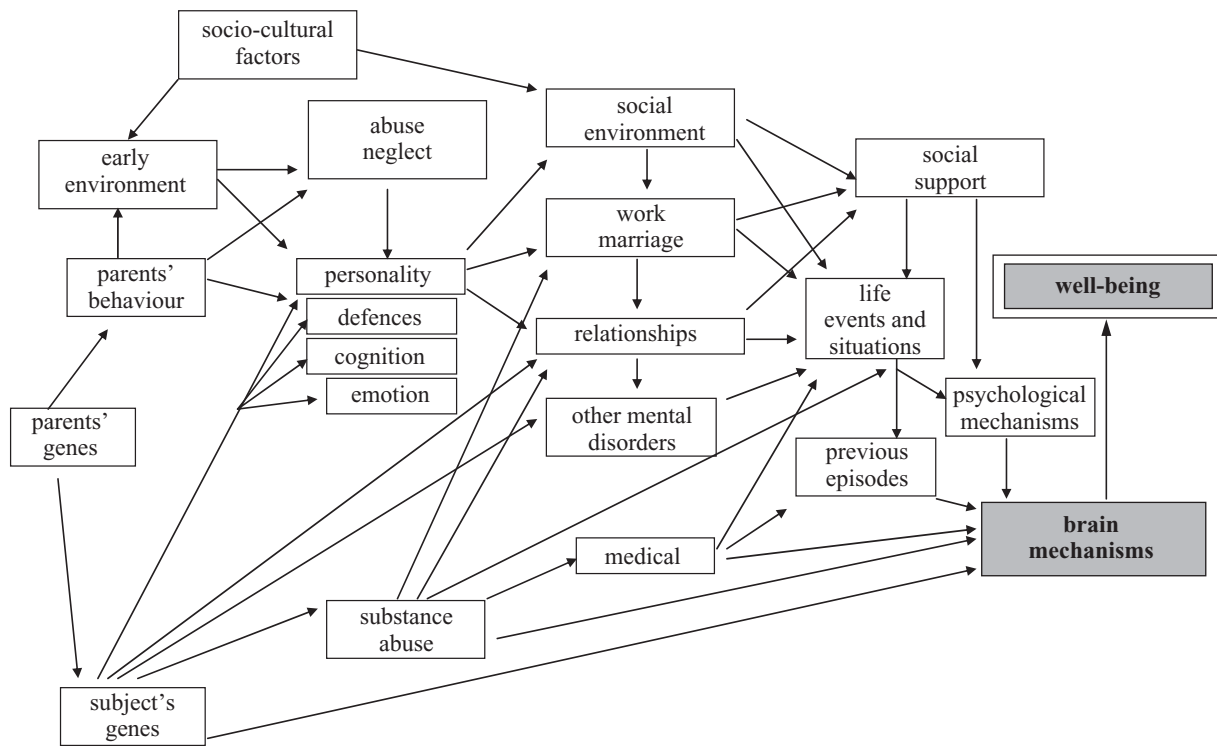 socio-cultural
factors
abuse
neglect
early
environment
social
environment
social
support
work
marriage
parents'
behaviour
personality
defences
cognition
emotion
relationships
life
events and
situations
well-being
parents'
genes
other mental
disorders
psychological
mechanisms
previous
episodes
brain
mechanisms
medical
substance
abuse
subject's
genes